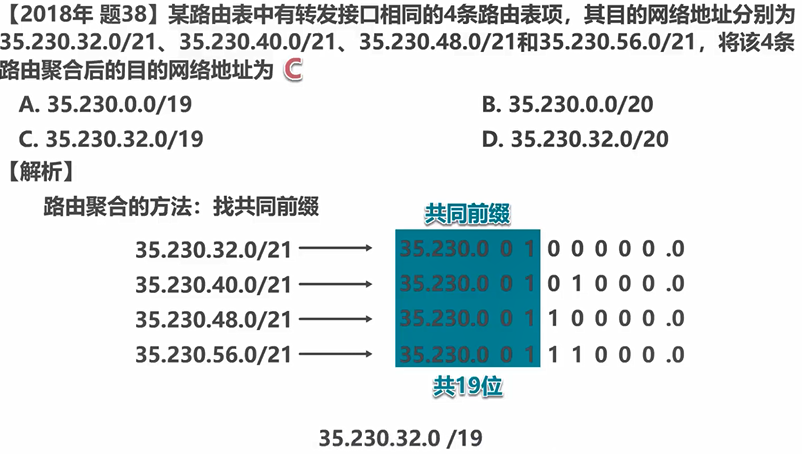 【2018年 题38】某路由表中有转发接口相同的4条路由表项，其目的网络地址分别为
35.230.32.0/21、35.230.40.0/21、35.230.48.0/21和35.230.56.0/21，将该4条
路由聚合后的目的网络地址为 C
A. 35.230.0.0/19 B. 35.230.0.0/20
C. 35.230.32.0/19 D. 35.230.32.0/20
【解析】
路由聚合的方法：找共同前缀
共同前缀
35.230.32.0/21 35.230.0 0 1 0 0 0 0 0 .0
35.230.40.0/21 35.230.0 0 1 0 1 0 0 0 .0
35.230.48.0/21 35.230.0 0 1 1 0 0 0 0 .0
35.230.56.0/21 35.230.0 0 1 1 1 0 0 0 .0
共19位
35.230.32.0 /19